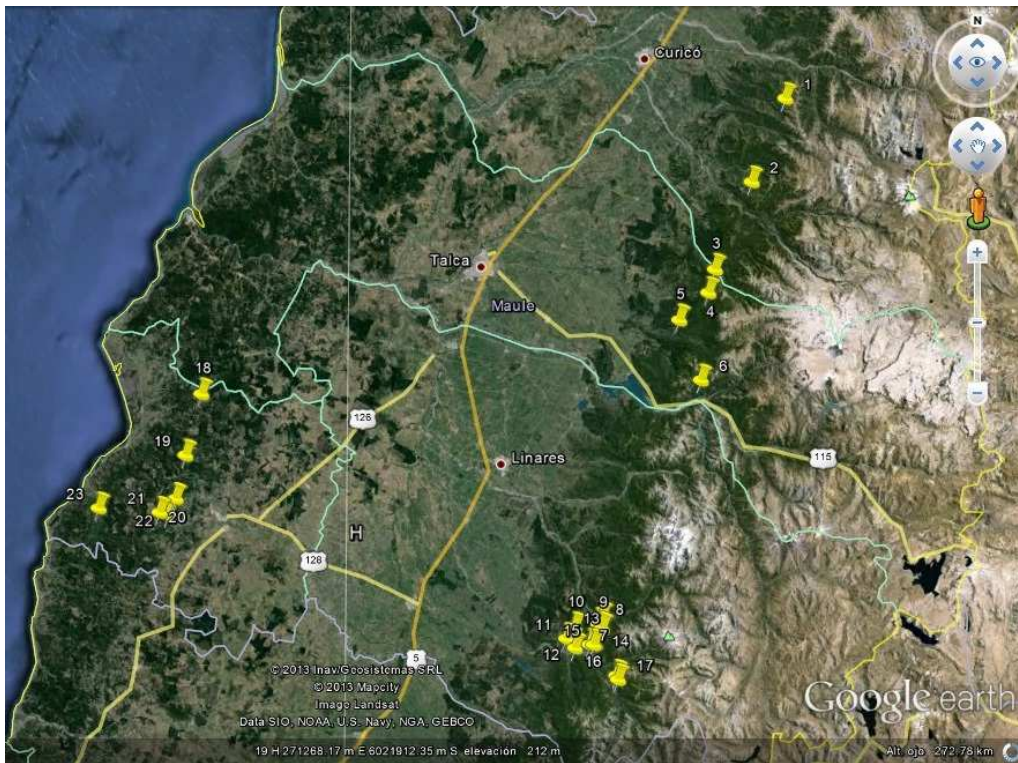 N
Curicó
1
2
Talca
3
Maule
5
4
6
18
126
19
Linares
115
23
21
22
20
H
128
10
9
8
11
13
15
7
14
12
16
17
5
© 2013 Inav/Geosistemas SRL
© 2013 Mapcity
Image Landsat
Data SIO, NOAA, U.S. Navy, NGA, GEBCO
Google earth
19 H 271268.17 m E 6021912.35 m S elevación 212 m
Alt. ojo 272.78 km